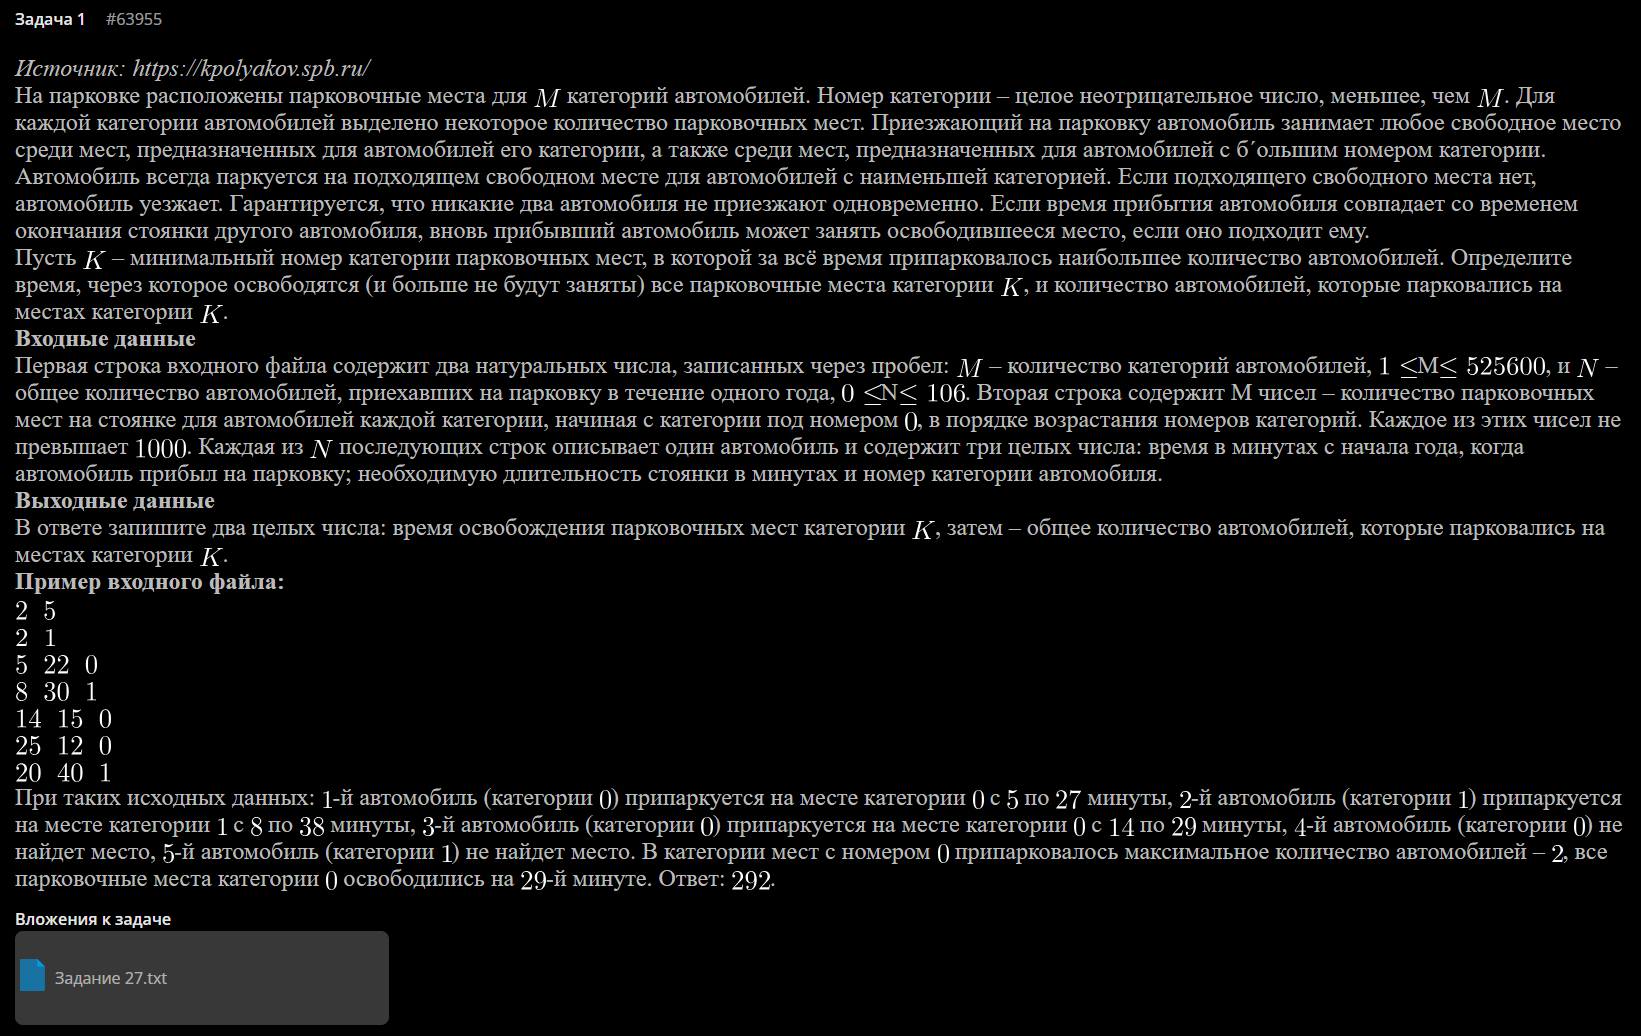 Задача 1 #63955
Источник: https://kpolyakov.spb.ru/
На парковке расположены парковочные места для M категорий автомобилей. Номер категории – целое неотрицательное число, меньшее, чем M. Для
каждой категории автомобилей выделено некоторое количество парковочных мест. Приезжающий на парковку автомобиль занимает любое свободное место
среди мест, предназначенных для автомобилей его категории, а также среди мест, предназначенных для автомобилей с б´ольшим номером категории.
Автомобиль всегда паркуется на подходящем свободном месте для автомобилей с наименьшей категорией. Если подходящего свободного места нет,
автомобиль уезжает. Гарантируется, что никакие два автомобиля не приезжают одновременно. Если время прибытия автомобиля совпадает со временем
окончания стоянки другого автомобиля, вновь прибывший автомобиль может занять освободившееся место, если оно подходит ему.
Пусть K – минимальный номер категории парковочных мест, в которой за всё время припарковалось наибольшее количество автомобилей. Определите
время, через которое освободятся (и больше не будут заняты) все парковочные места категории K, и количество автомобилей, которые парковались на
местах категории K.
Входные данные
Первая строка входного файла содержит два натуральных числа, записанных через пробел: M – количество категорий автомобилей, 1 ≤M≤ 525600, и N –
общее количество автомобилей, приехавших на парковку в течение одного года, 0 ≤N≤ 106. Вторая строка содержит M чисел – количество парковочных
мест на стоянке для автомобилей каждой категории, начиная с категории под номером 0, в порядке возрастания номеров категорий. Каждое из этих чисел не
превышает 1000. Каждая из N последующих строк описывает один автомобиль и содержит три целых числа: время в минутах с начала года, когда
автомобиль прибыл на парковку; необходимую длительность стоянки в минутах и номер категории автомобиля.
Выходные данные
В ответе запишите два целых числа: время освобождения парковочных мест категории K, затем – общее количество автомобилей, которые парковались на
местах категории K.
Пример входного файла:
2 5
2 1
5 22 0
8 30 1
14 15 0
25 12 0
20 40 1
При таких исходных данных: 1-й автомобиль (категории 0) припаркуется на месте категории 0 с 5 по 27 минуты, 2-й автомобиль (категории 1) припаркуется
на месте категории 1 с 8 по 38 минуты, 3-й автомобиль (категории 0) припаркуется на месте категории 0 с 14 по 29 минуты, 4-й автомобиль (категории 0) не
найдет место, 5-й автомобиль (категории 1) не найдет место. В категории мест с номером 0 припарковалось максимальное количество автомобилей – 2, все
парковочные места категории 0 освободились на 29-й минуте. Ответ: 292.
Вложения к задаче
Задание 27.txt